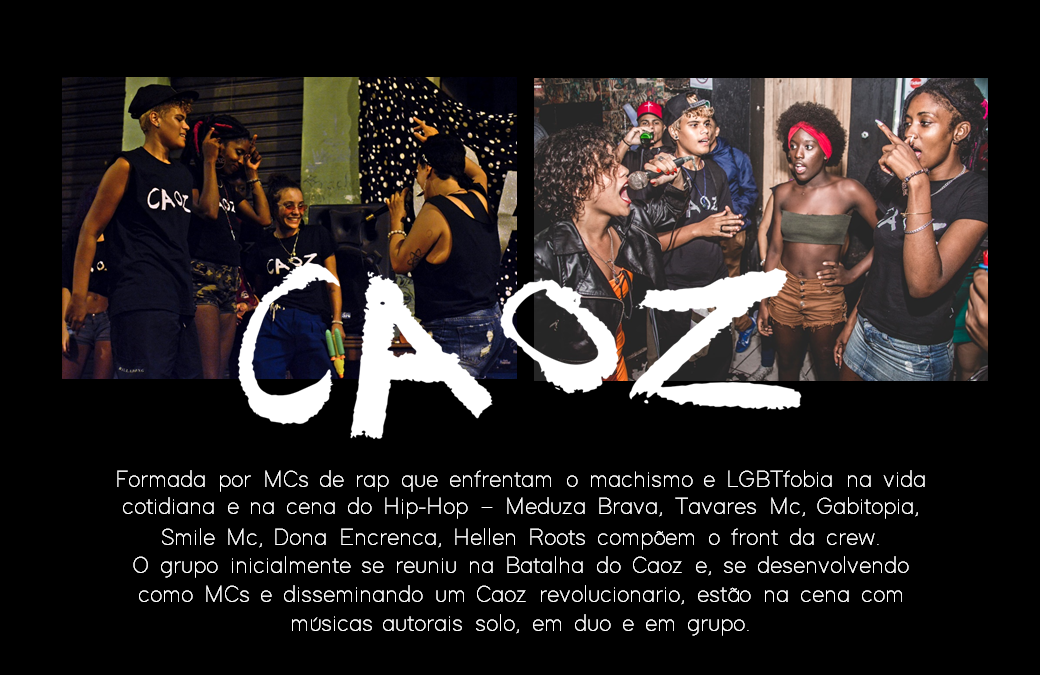 CAOZ
CAOZ
CAOZ
Formada por MCs de rap que enfrentam o machismo e LGBTfobia na vida
cotidiana e na cena do Hip-Hop – Meduza Brava, Tavares Mc, Gabitopia,
Smile Mc, Dona Encrenca, Hellen Roots compõem o front da crew.
O grupo inicialmente se reuniu na Batalha do Caoz e, se desenvolvendo
como MCs e disseminando um Caoz revolucionario, estão na cena com
músicas autorais solo, em duo e em grupo.